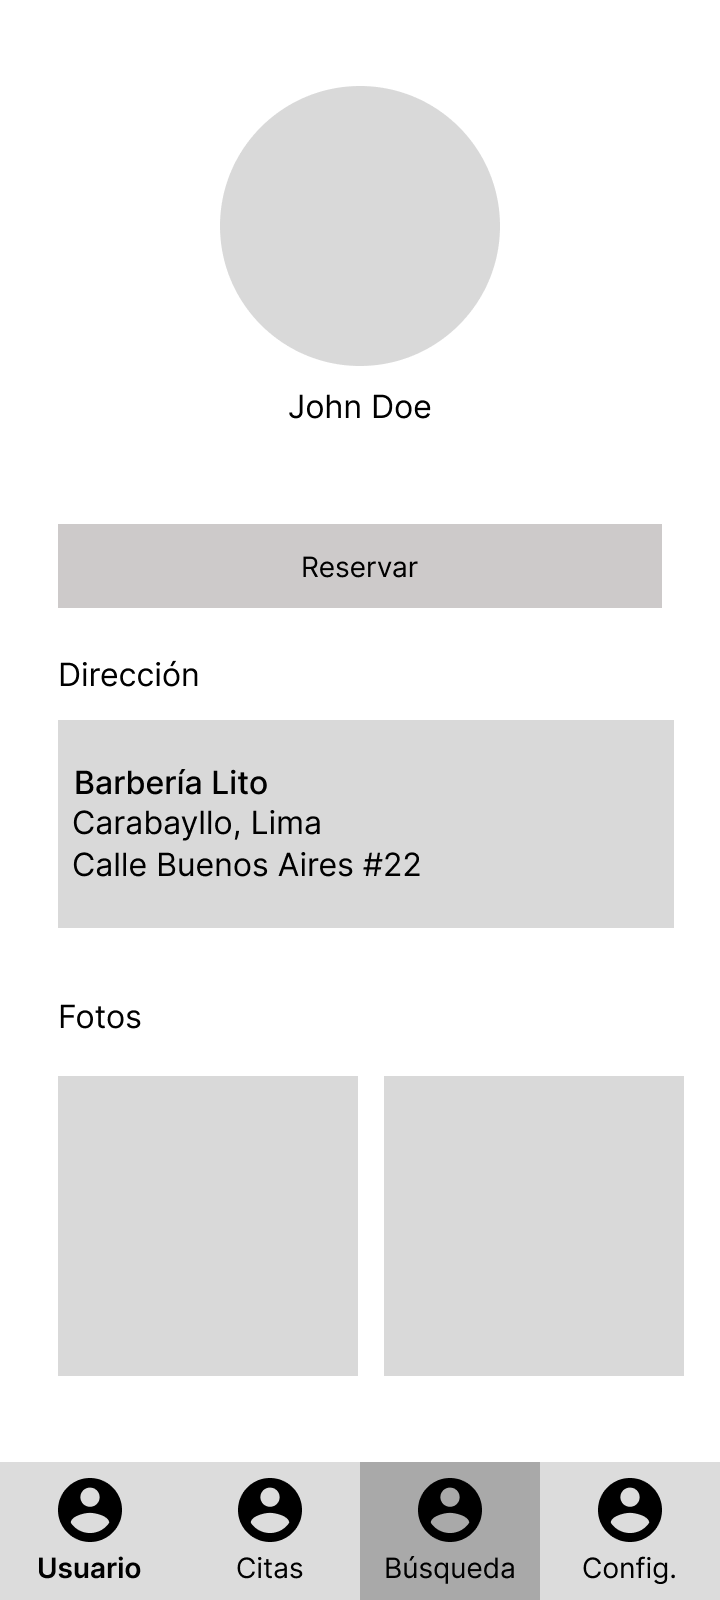 John Doe
Reservar
Dirección
Barbería Lito
Carabayllo, Lima
Calle Buenos Aires #22
Fotos
Usuario
Citas
Búsqueda
Config.